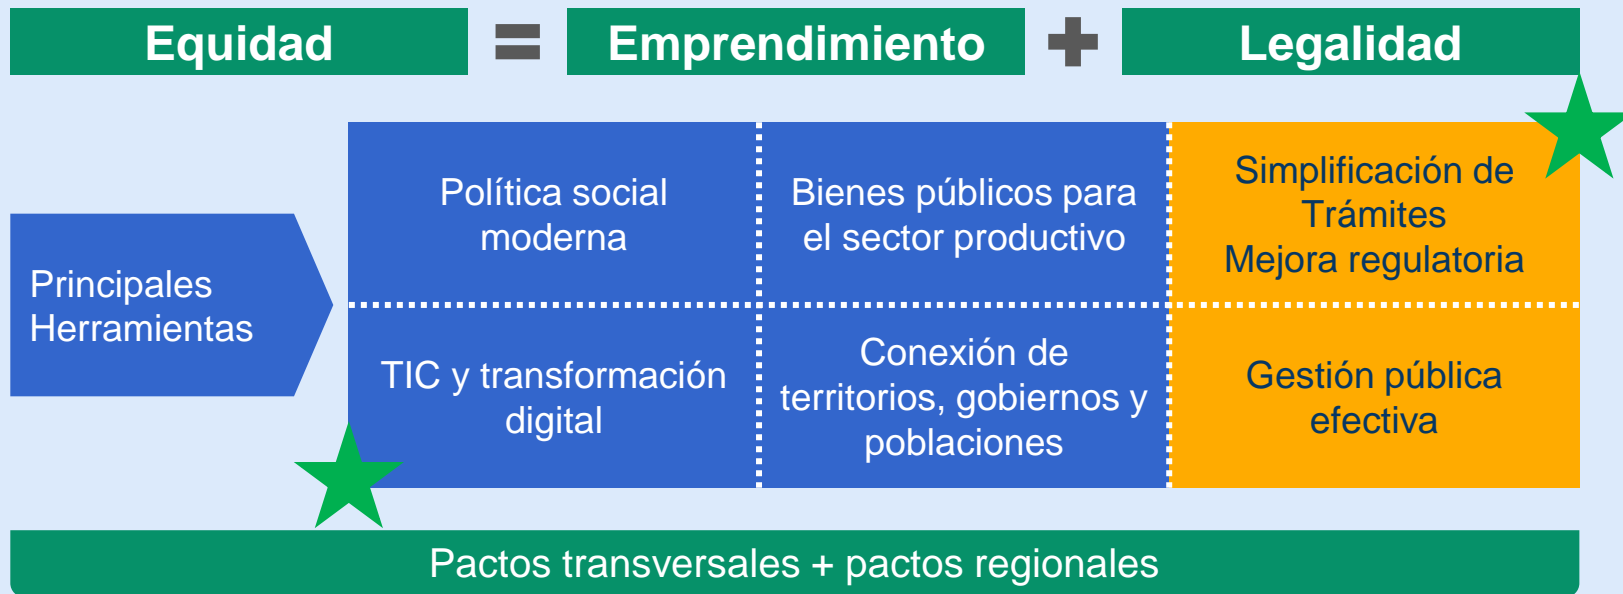 Equidad = Emprendimiento + Legalidad
Principales
Herramientas
Política social
moderna
Bienes públicos para
el sector productivo
Simplificación de
Trámites
Mejora regulatoria
TIC y transformación
digital
Conexión de
territorios, gobiernos y
poblaciones
Gestión pública
efectiva
Pactos transversales + pactos regionales